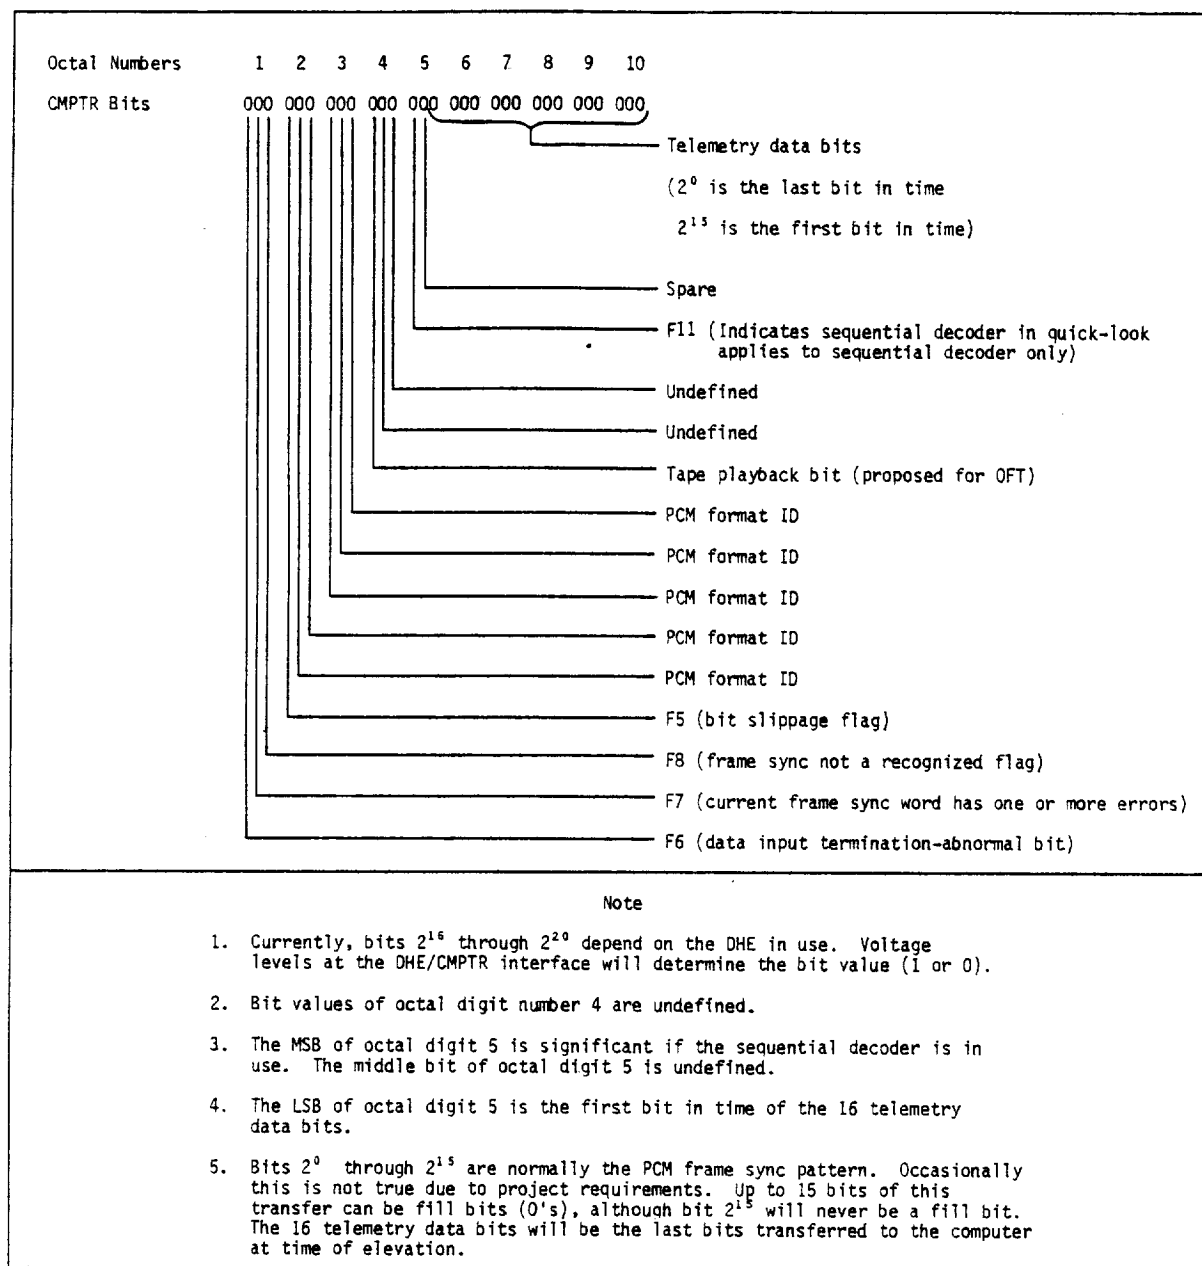 Octal Numbers 1 2 3 4 5 6 7 8 9 10
CMPTR Bits 000 000 000 000 000 000 000 000 000 000
Telemetry data bits
(2⁰ is the last bit in time
2¹⁵ is the first bit in time)
Spare
F11 (Indicates sequential decoder in quick-look
applies to sequential decoder only)
Undefined
Undefined
Tape playback bit (proposed for OFT)
PCM format ID
PCM format ID
PCM format ID
PCM format ID
PCM format ID
F5 (bit slippage flag)
F8 (frame sync not a recognized flag)
F7 (current frame sync word has one or more errors)
F6 (data input termination-abnormal bit)
Note
1. Currently, bits 2¹⁶ through 2²⁰ depend on the DHE in use. Voltage
levels at the DHE/CMPTR interface will determine the bit value (1 or 0).
2. Bit values of octal digit number 4 are undefined.
3. The MSB of octal digit 5 is significant if the sequential decoder is in
use. The middle bit of octal digit 5 is undefined.
4. The LSB of octal digit 5 is the first bit in time of the 16 telemetry
data bits.
5. Bits 2⁰ through 2¹⁵ are normally the PCM frame sync pattern. Occasionally
this is not true due to project requirements. Up to 15 bits of this
transfer can be fill bits (0's), although bit 2¹⁵ will never be a fill bit.
The 16 telemetry data bits will be the last bits transferred to the computer
at time of elevation.